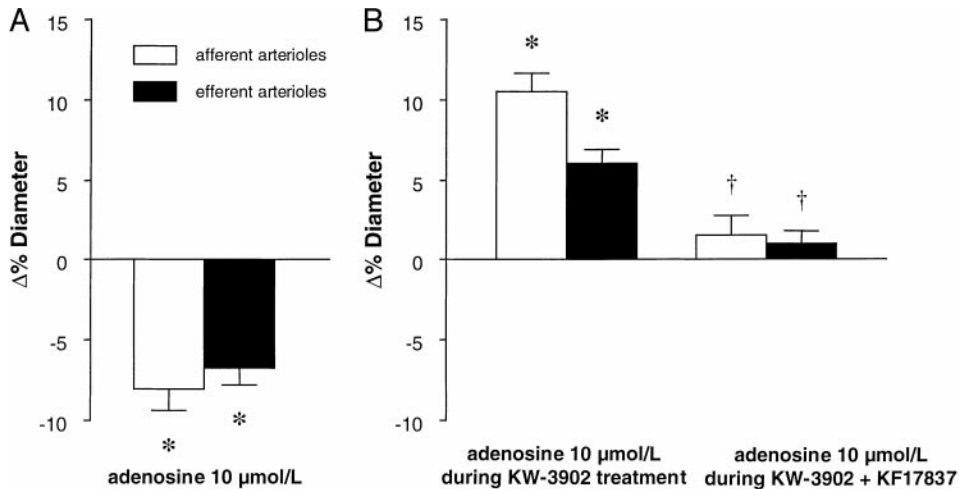 A
15
10
5
0
-5
-10
Δ% Diameter
afferent arterioles
efferent arterioles
*
*
adenosine 10 µmol/L
B
15
10
5
0
-5
-10
Δ% Diameter
*
*
†
†
adenosine 10 µmol/L
during KW-3902 treatment
adenosine 10 µmol/L
during KW-3902 + KF17837